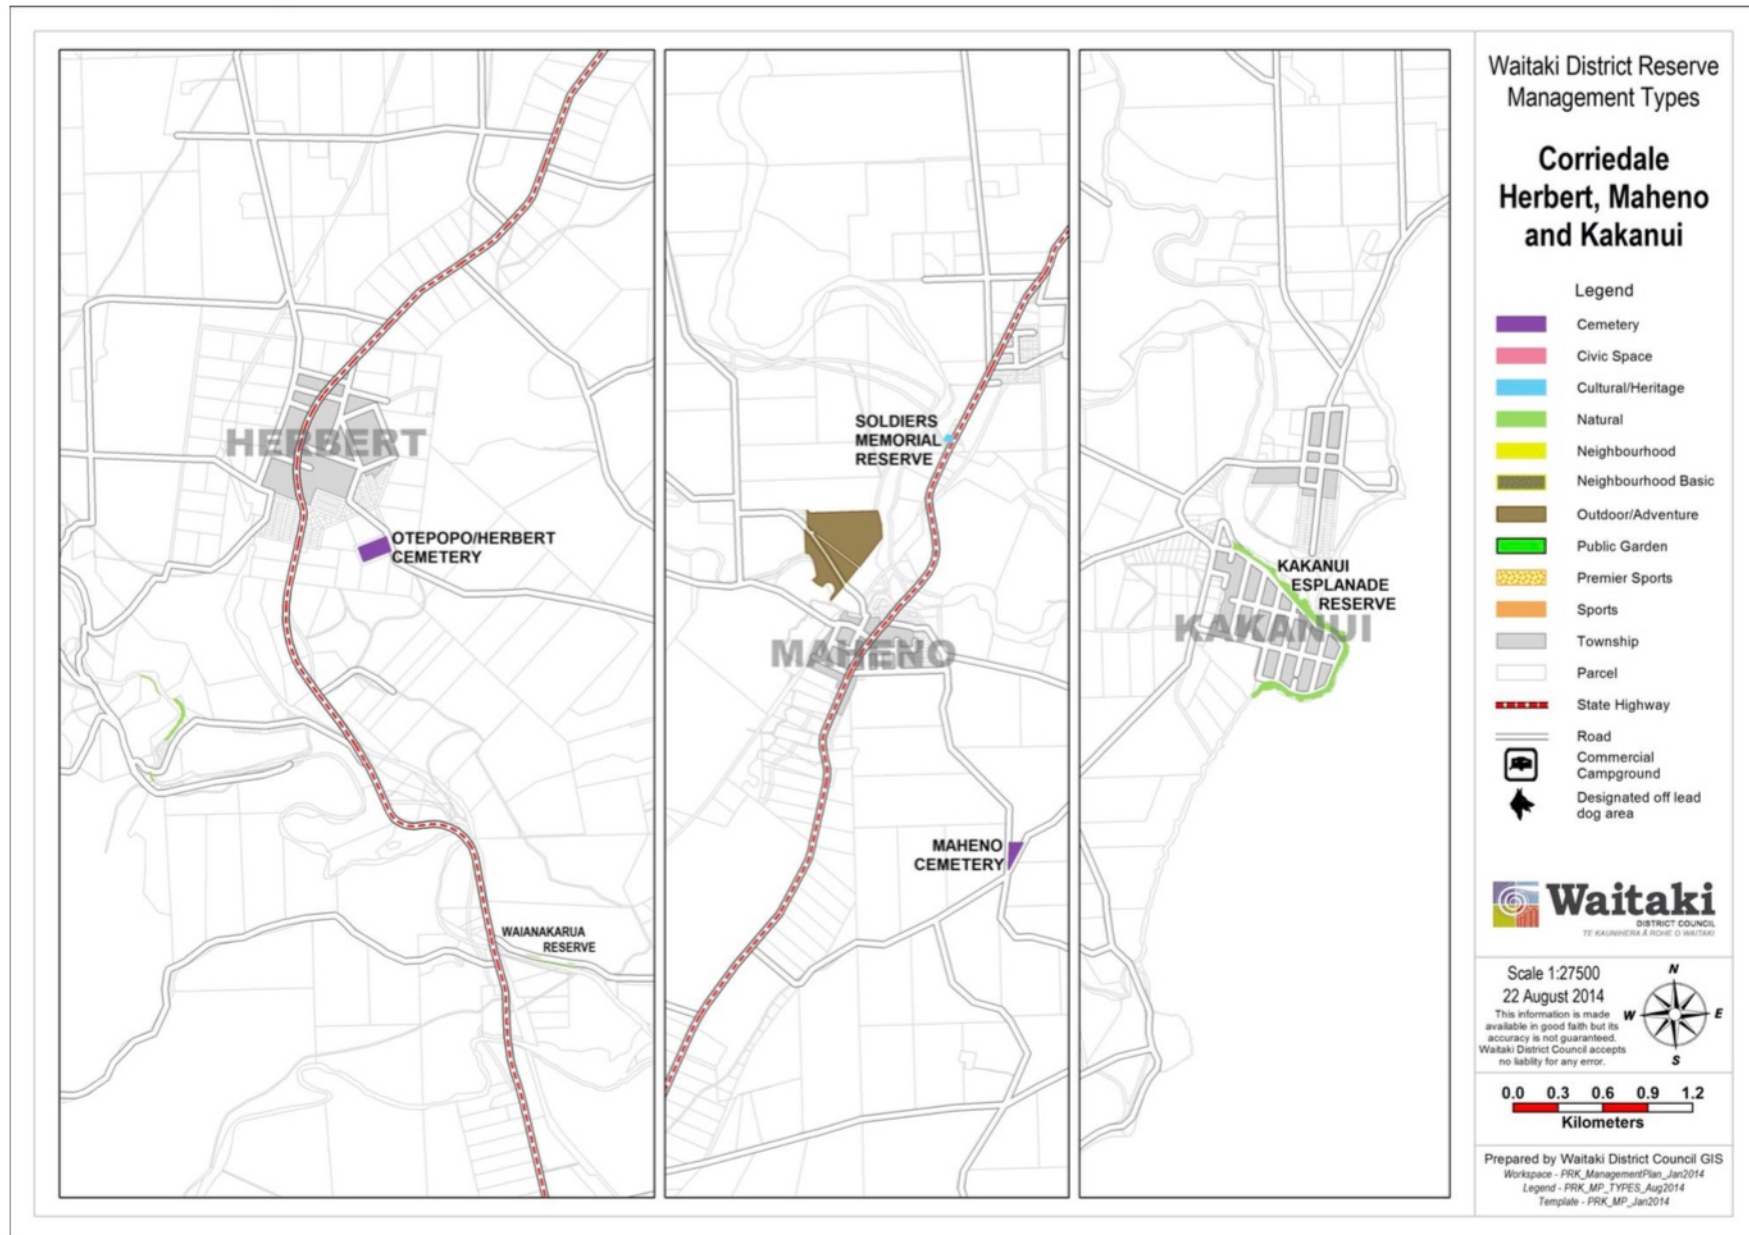 HERBERT
OTEPOPO/HERBERT
CEMETERY
WAIANAKARUA
RESERVE
SOLDIERS
MEMORIAL
RESERVE
MAHENO
MAHENO
CEMETERY
KAKANUI
ESPLANADE
RESERVE
KAKANUI
Waitaki District Reserve
Management Types
Corriedale
Herbert, Maheno
and Kakanui
Legend
Cemetery
Civic Space
Cultural/Heritage
Natural
Neighbourhood
Neighbourhood Basic
Outdoor/Adventure
Public Garden
Premier Sports
Sports
Township
Parcel
State Highway
Road
Commercial
Campground
Designated off lead
dog area
Waitaki
DISTRICT COUNCIL
TE KAUNIHERA Ā ROHE O WAITAKI
Scale 1:27500
22 August 2014
This information is made
available in good faith but its
accuracy is not guaranteed.
Waitaki District Council accepts
no liablity for any error.
N
W E
S
0.0 0.3 0.6 0.9 1.2
Kilometers
Prepared by Waitaki District Council GIS
Workspace - PRK_ManagementPlan_Jan2014
Legend - PRK_MP_TYPES_Aug2014
Template - PRK_MP_Jan2014